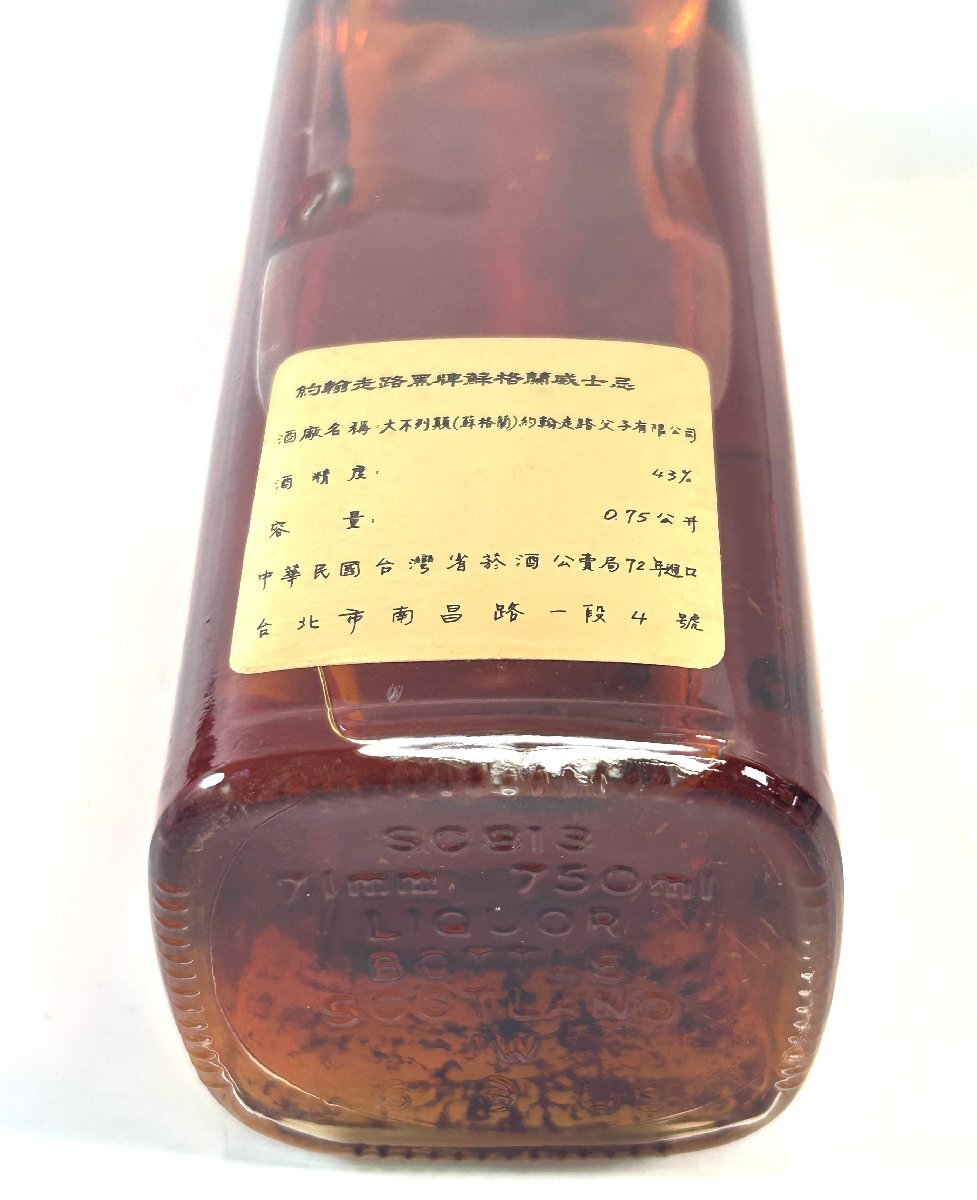 約翰走路黑牌蘇格蘭威士忌
酒廠名稱:大不列顛(蘇格蘭)約翰走路父子有限公司
酒精度: 43%
容量: 0.75公升
中華民國台灣省菸酒公賣局72年進口
台北市南昌路一段4號
SC913
71mm 750ml
LIQUOR
BOTTLE
SCOTLAND
JW